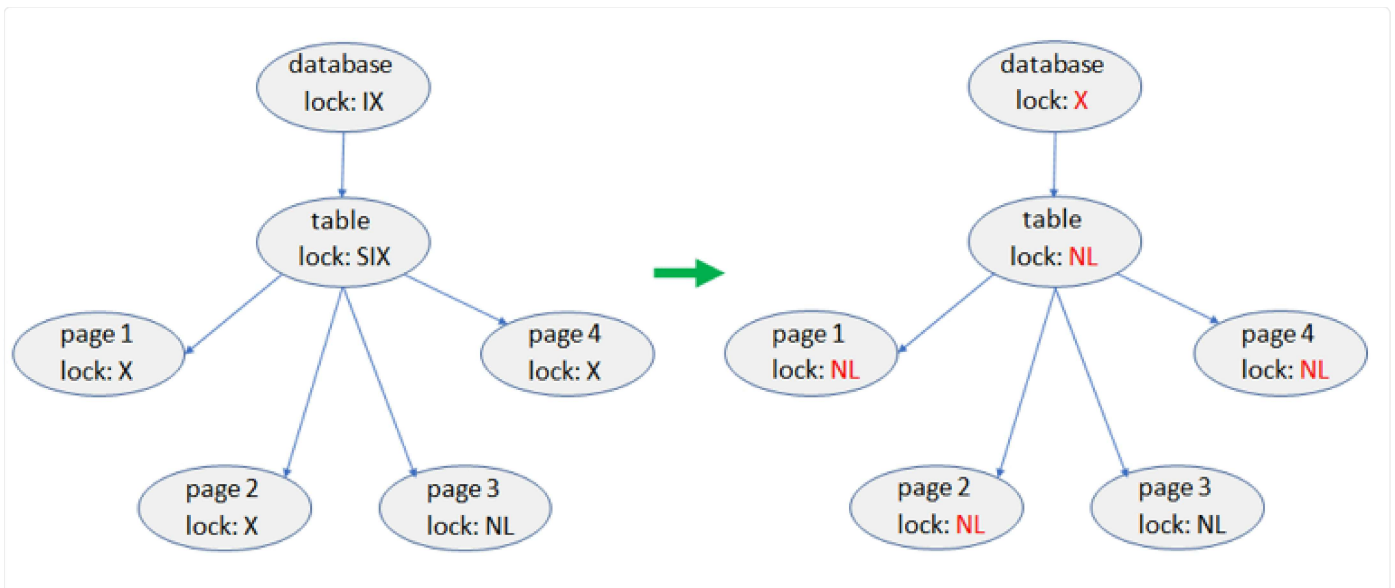 database
lock: IX
table
lock: SIX
page 1
lock: X
page 4
lock: X
page 2
lock: X
page 3
lock: NL
database
lock: X
table
lock: NL
page 1
lock: NL
page 4
lock: NL
page 2
lock: NL
page 3
lock: NL